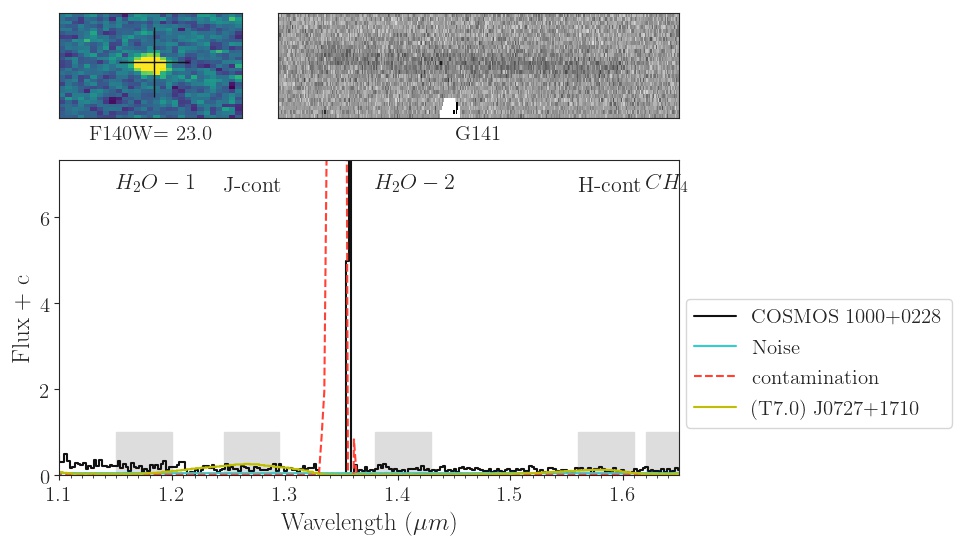 F140W= 23.0
G141
H₂O − 1
J-cont
H₂O − 2
H-cont
CH₄
6
4
2
0
Flux + c
1.1
1.2
1.3
1.4
1.5
1.6
Wavelength (μm)
COSMOS 1000+0228
Noise
contamination
(T7.0) J0727+1710